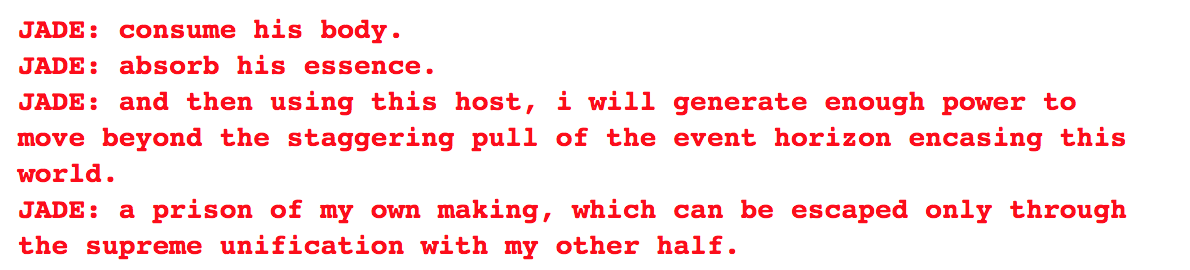 JADE: consume his body.
JADE: absorb his essence.
JADE: and then using this host, i will generate enough power to
move beyond the staggering pull of the event horizon encasing this
world.
JADE: a prison of my own making, which can be escaped only through
the supreme unification with my other half.